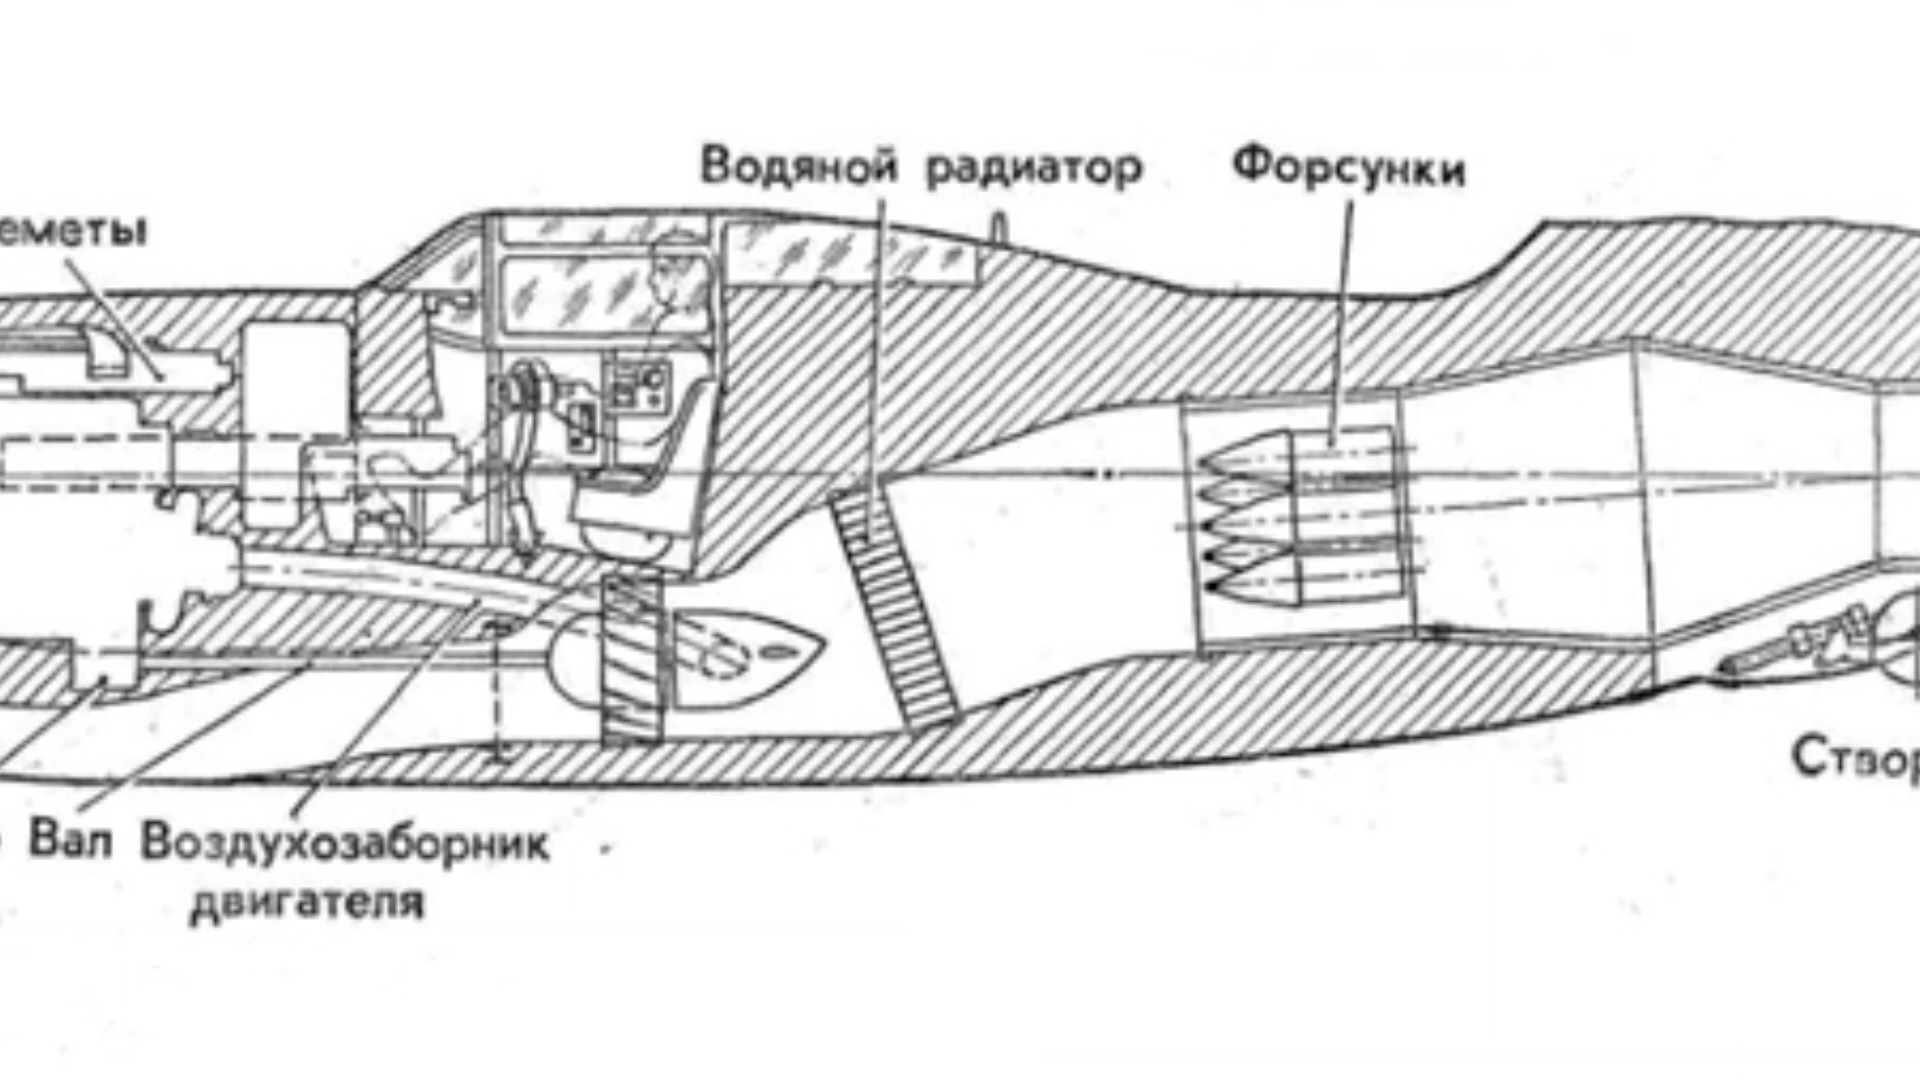 Водяной радиатор
Форсунки
еметы
Створ
Вал
Воздухозаборник
двигателя